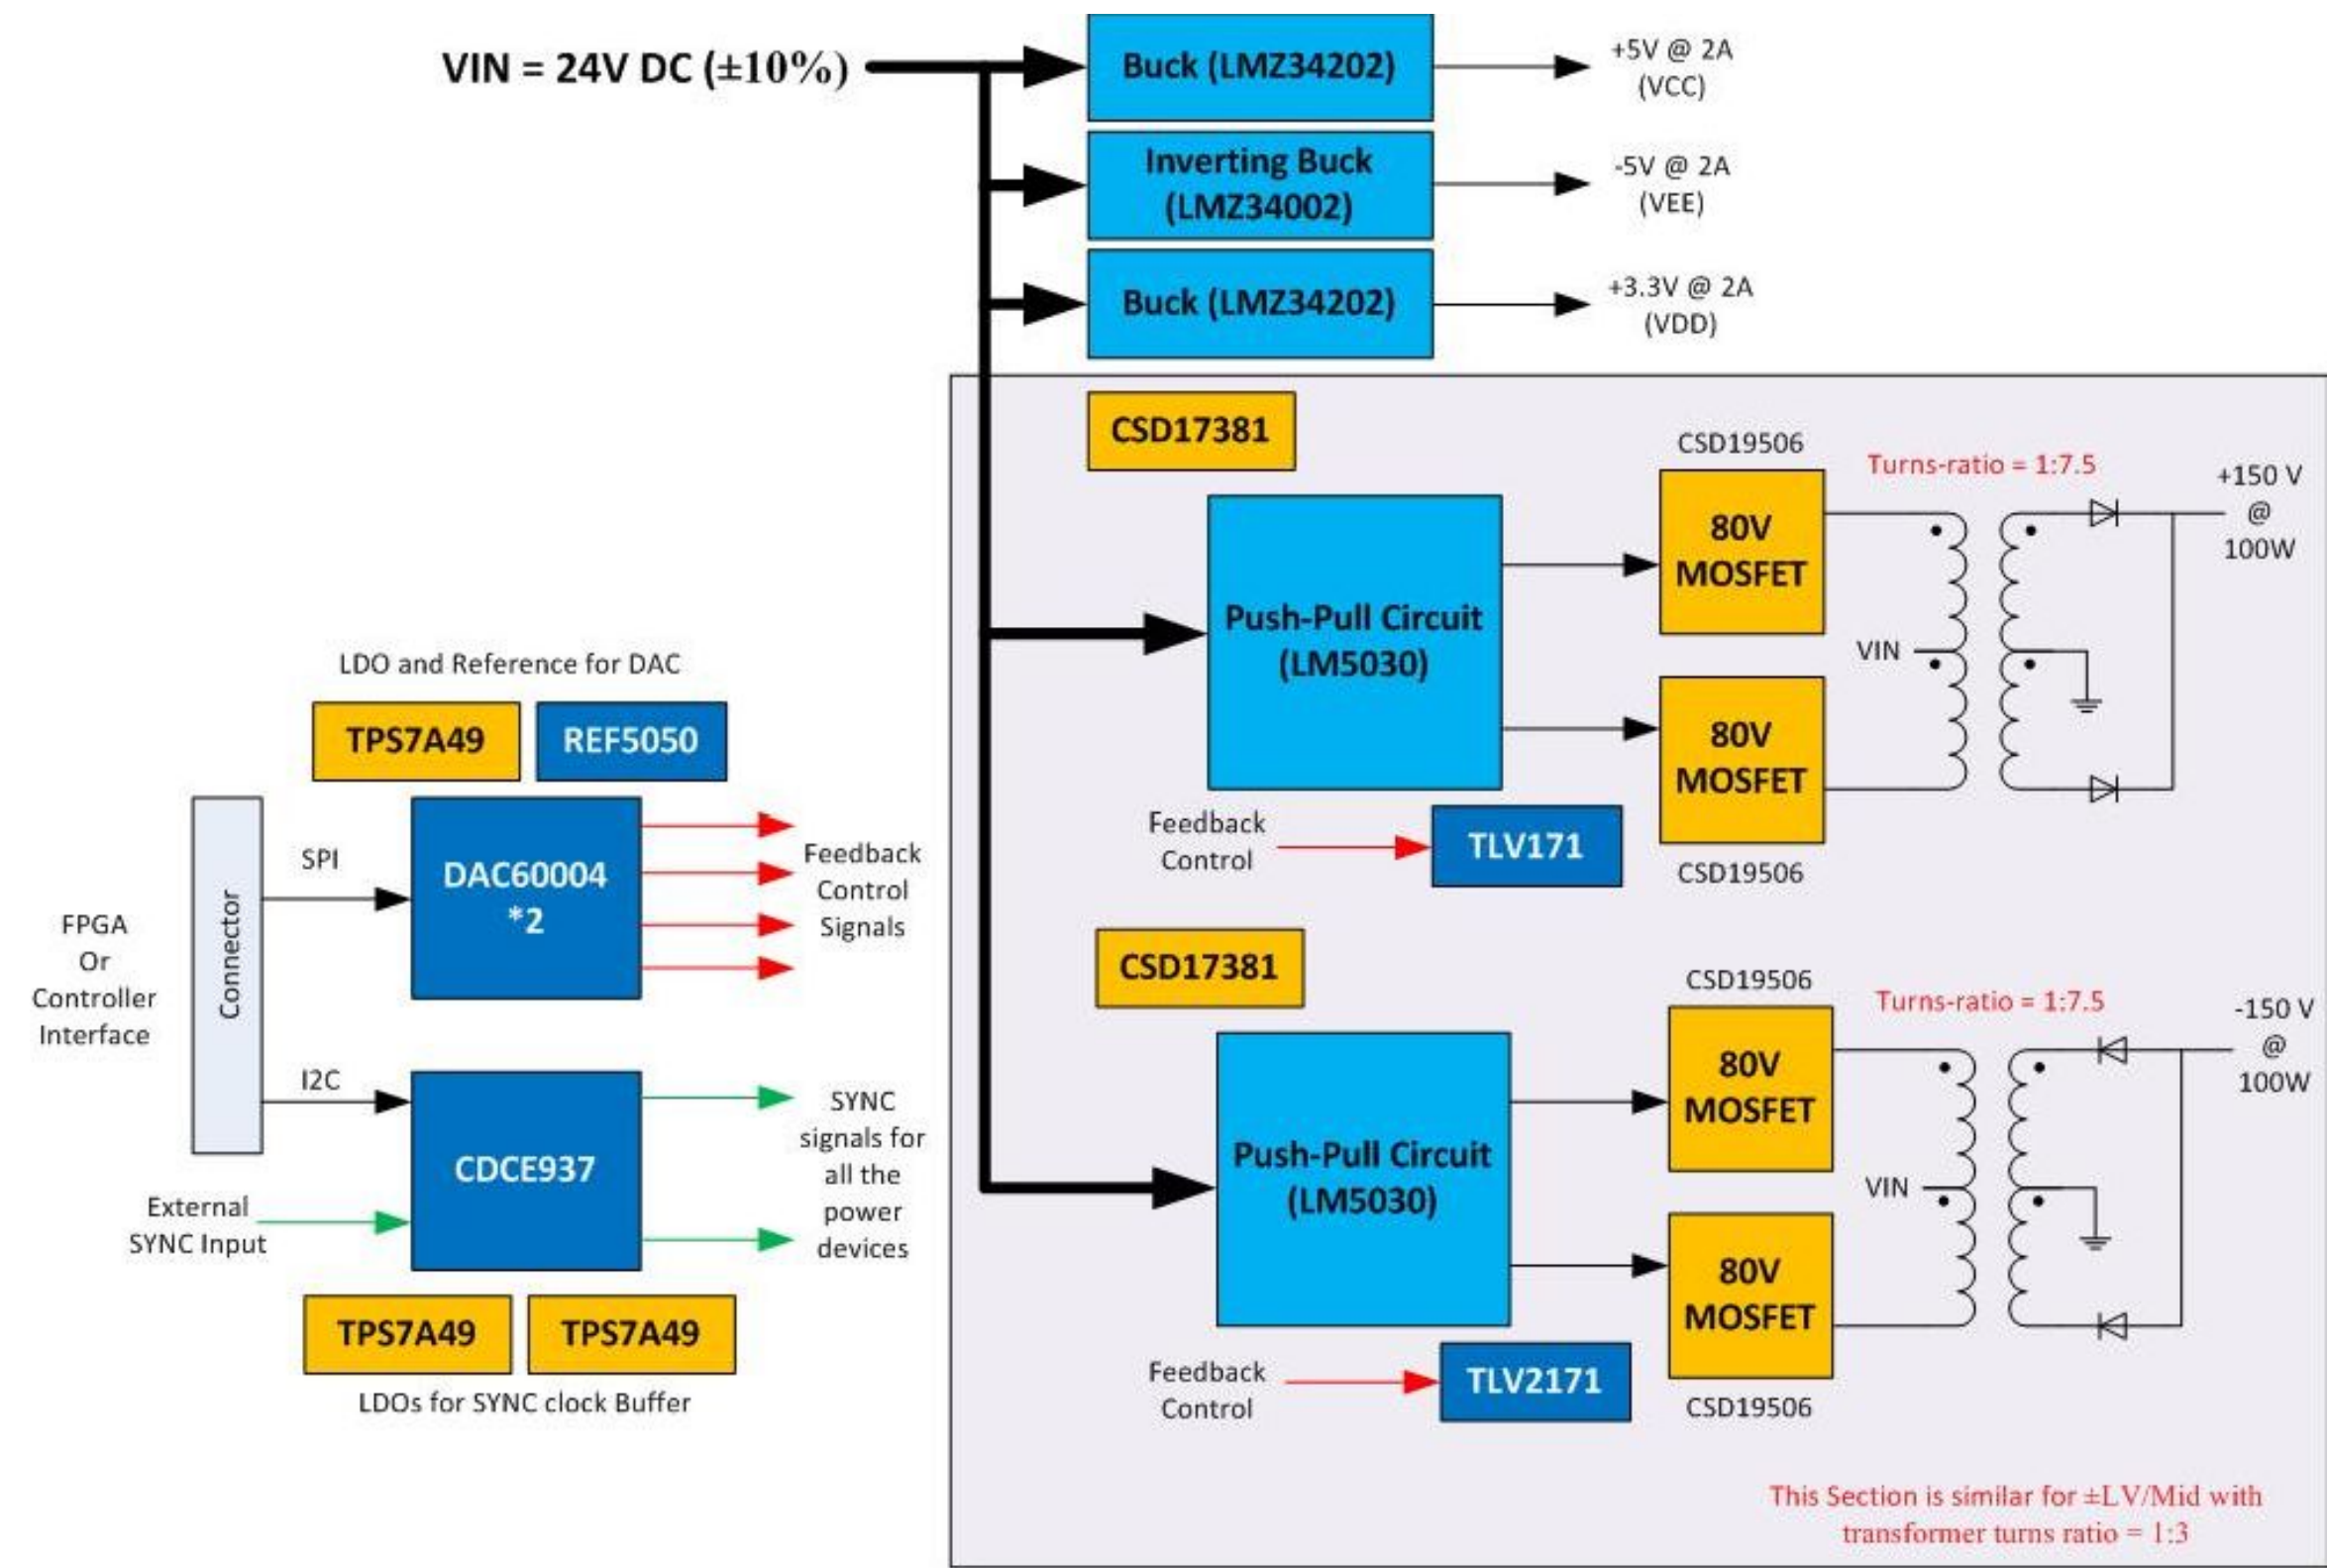 VIN = 24V DC (±10%)
Buck (LMZ34202)
+5V @ 2A
(VCC)
Inverting Buck
(LMZ34002)
-5V @ 2A
(VEE)
Buck (LMZ34202)
+3.3V @ 2A
(VDD)
CSD17381
CSD19506
Turns-ratio = 1:7.5
+150 V
@
100W
80V
MOSFET
Push-Pull Circuit
(LM5030)
VIN
80V
MOSFET
CSD19506
Feedback
Control
TLV171
LDO and Reference for DAC
TPS7A49
REF5050
SPI
DAC60004
*2
Feedback
Control
Signals
FPGA
Or
Controller
Interface
Connector
I2C
CDCE937
SYNC
signals for
all the
power
devices
External
SYNC Input
TPS7A49
TPS7A49
LDOs for SYNC clock Buffer
CSD17381
CSD19506
Turns-ratio = 1:7.5
-150 V
@
100W
80V
MOSFET
Push-Pull Circuit
(LM5030)
VIN
80V
MOSFET
CSD19506
Feedback
Control
TLV2171
This Section is similar for ±LV/Mid with
transformer turns ratio = 1:3